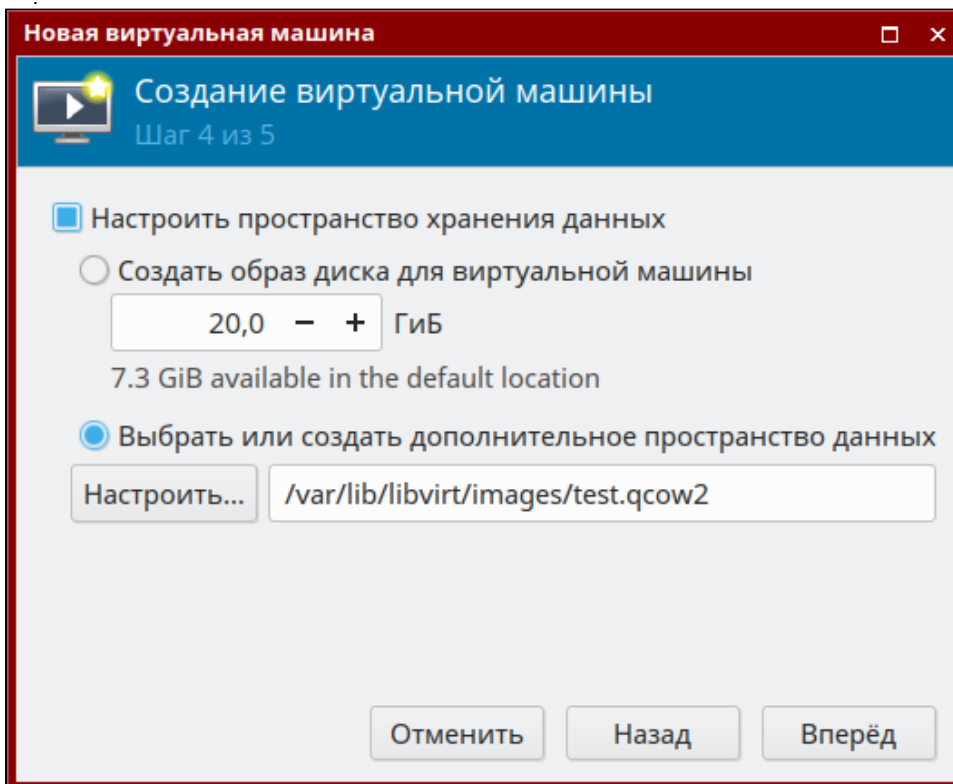 Новая виртуальная машина
Создание виртуальной машины
Шаг 4 из 5
Настроить пространство хранения данных
Создать образ диска для виртуальной машины
20,0 − + ГиБ
7.3 GiB available in the default location
Выбрать или создать дополнительное пространство данных
Настроить... /var/lib/libvirt/images/test.qcow2
Отменить Назад Вперёд